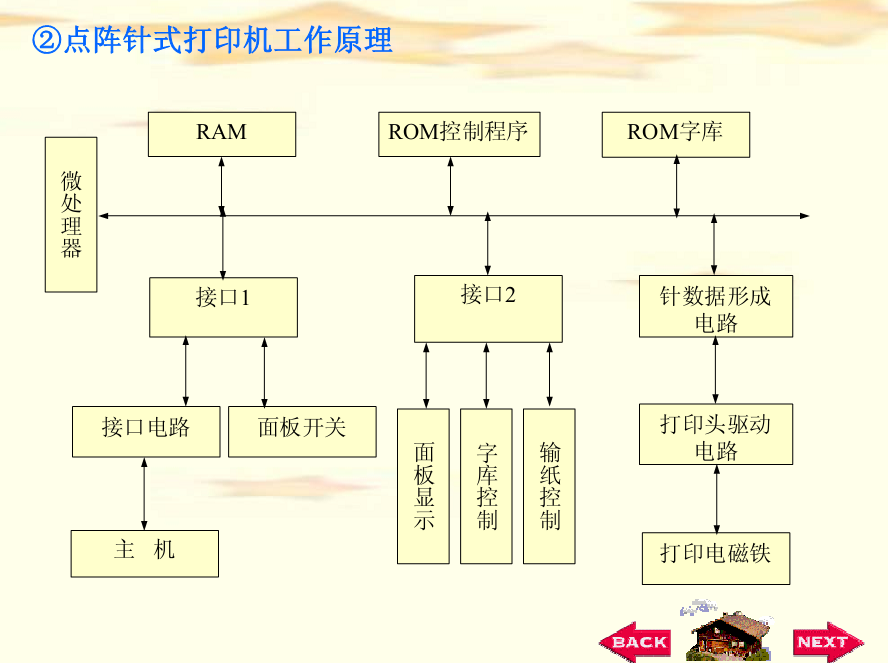 ②点阵针式打印机工作原理
RAM
ROM控制程序
ROM字库
微处理器
接口1
接口2
针数据形成
电路
接口电路
面板开关
面板显示
字库控制
输纸控制
打印头驱动
电路
主 机
打印电磁铁
BACK
NEXT